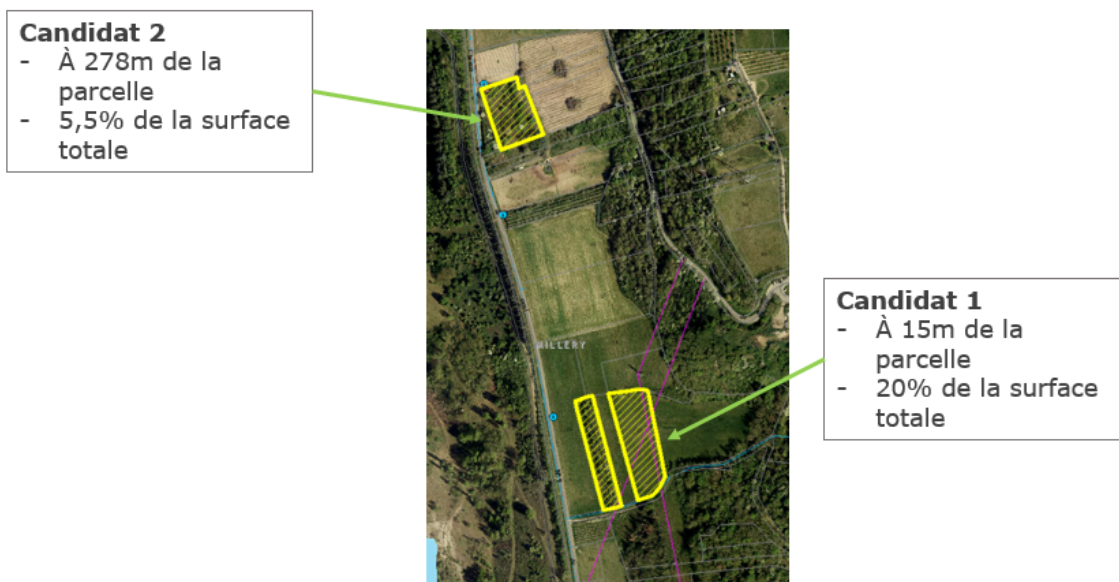 Candidat 2
- À 278m de la
parcelle
- 5,5% de la surface
totale
MILLERY
Candidat 1
- À 15m de la
parcelle
- 20% de la surface
totale